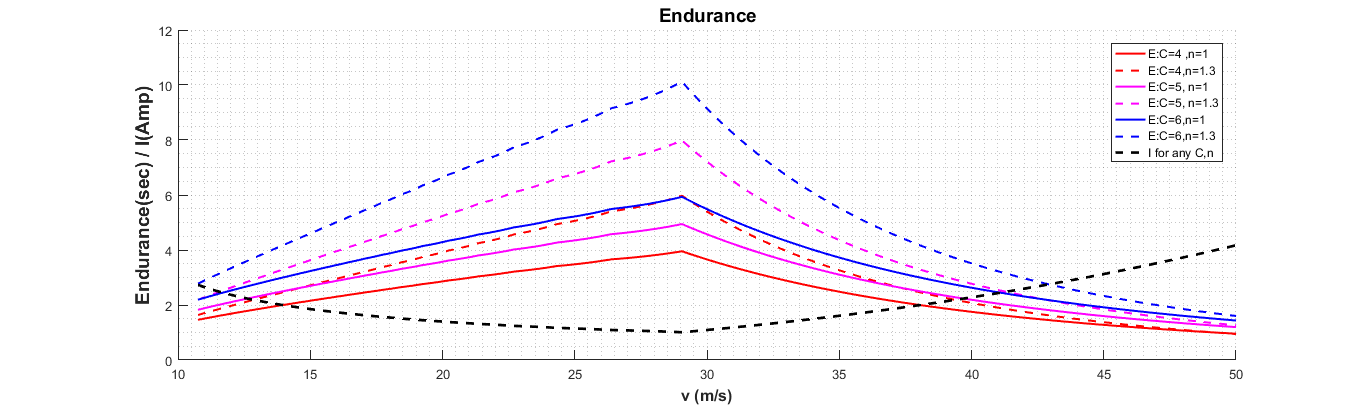 Endurance
Endurance(sec) / I(Amp)
12
10
8
6
4
2
0
10 15 20 25 30 35 40 45 50
v (m/s)
E:C=4 ,n=1
E:C=4,n=1.3
E:C=5, n=1
E:C=5, n=1.3
E:C=6,n=1
E:C=6,n=1.3
I for any C,n